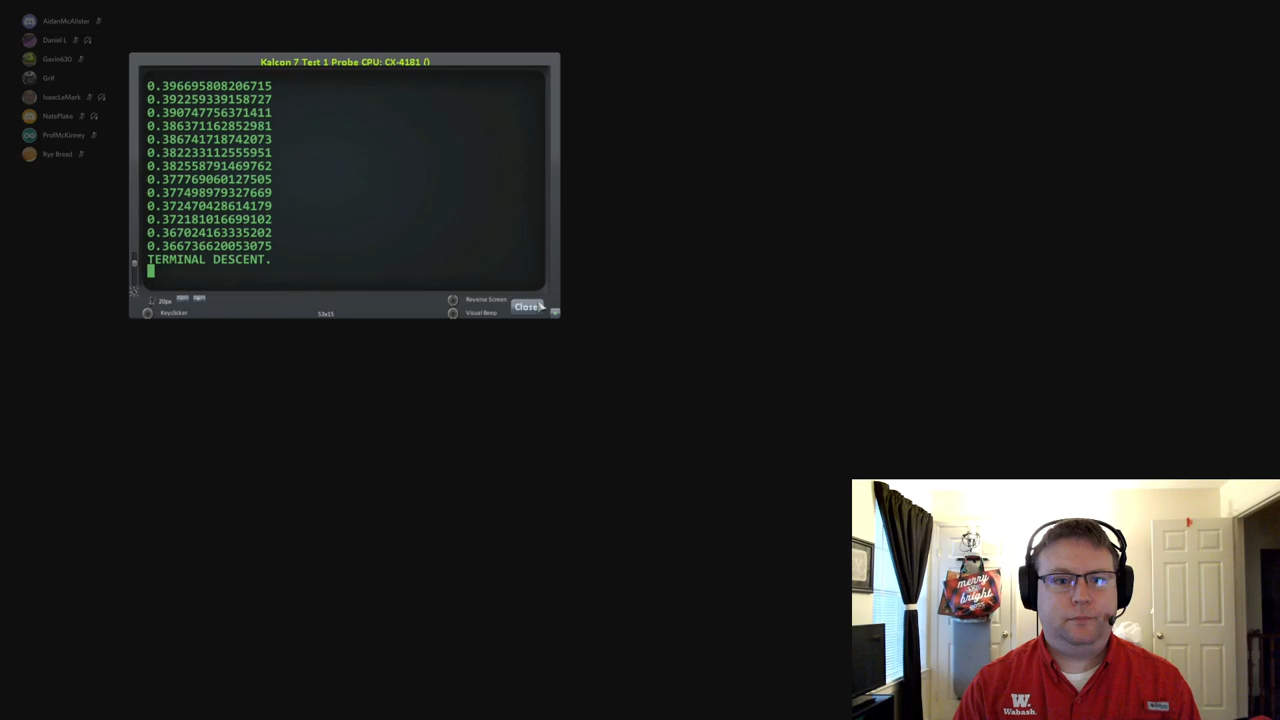 AidanMcAlister
Daniel L
Gavin630
Grif
IsaacLeMark
NatePlake
ProfMcKinney
Rye Bread
Kalcon 7 Test 1 Probe CPU: CX-4181 ()
0.396695808206715
0.392259339158727
0.390747756371411
0.386371162852981
0.386741718742073
0.382233112555951
0.382558791469762
0.377769060127505
0.377498979327669
0.372470428614179
0.372181016699102
0.367024163335202
0.366736620053075
TERMINAL DESCENT.
20px
-
+
Reverse Screen
Close
Keyclicker
53x15
Visual Beep
+
merry
bright
W
Wabash.